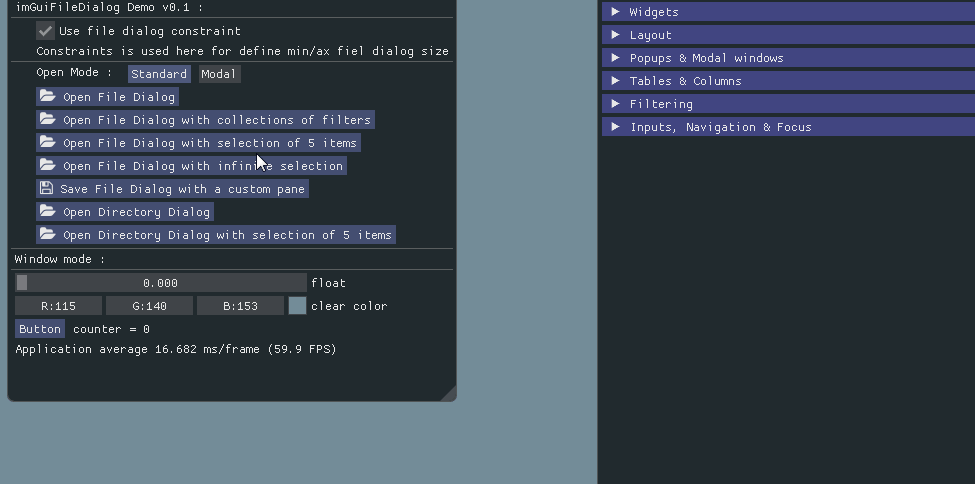 imGuiFileDialog Demo v0.1 :
Use file dialog constraint
Constraints is used here for define min/ax fiel dialog size
Open Mode : Standard Modal
Open File Dialog
Open File Dialog with collections of filters
Open File Dialog with selection of 5 items
Open File Dialog with infinite selection
Save File Dialog with a custom pane
Open Directory Dialog
Open Directory Dialog with selection of 5 items
Window mode :
0.000 float
R:115 G:140 B:153 clear color
Button counter = 0
Application average 16.682 ms/frame (59.9 FPS)
Widgets
Layout
Popups & Modal windows
Tables & Columns
Filtering
Inputs, Navigation & Focus